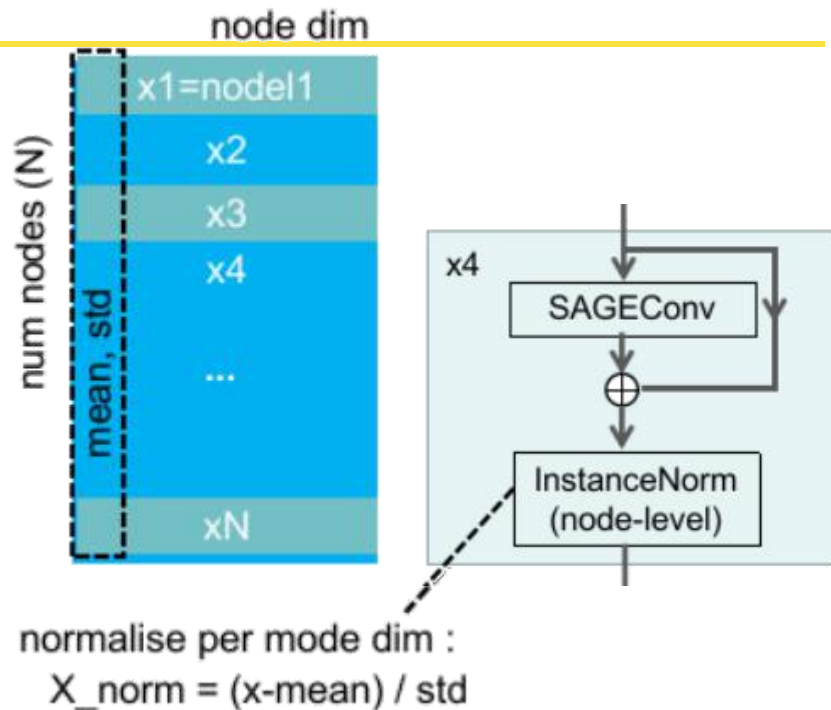 node dim
num nodes (N)
mean, std
x1=nodel1
x2
x3
x4
...
xN
x4
SAGEConv
InstanceNorm
(node-level)
normalise per mode dim :
X_norm = (x-mean) / std